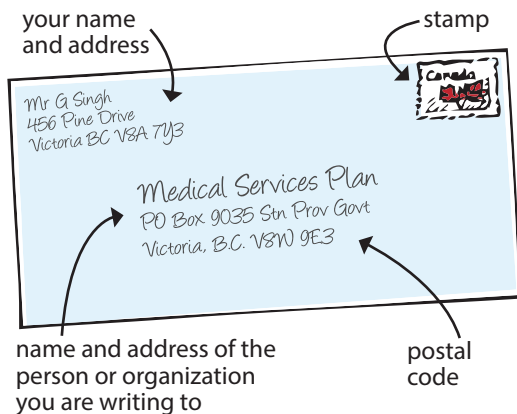 your name
and address
stamp
Canada
Mr G Singh
456 Pine Drive
Victoria BC V8A 7Y3
Medical Services Plan
PO Box 9035 Stn Prov Govt
Victoria, B.C. V8W 9E3
name and address of the
person or organization
you are writing to
postal
code